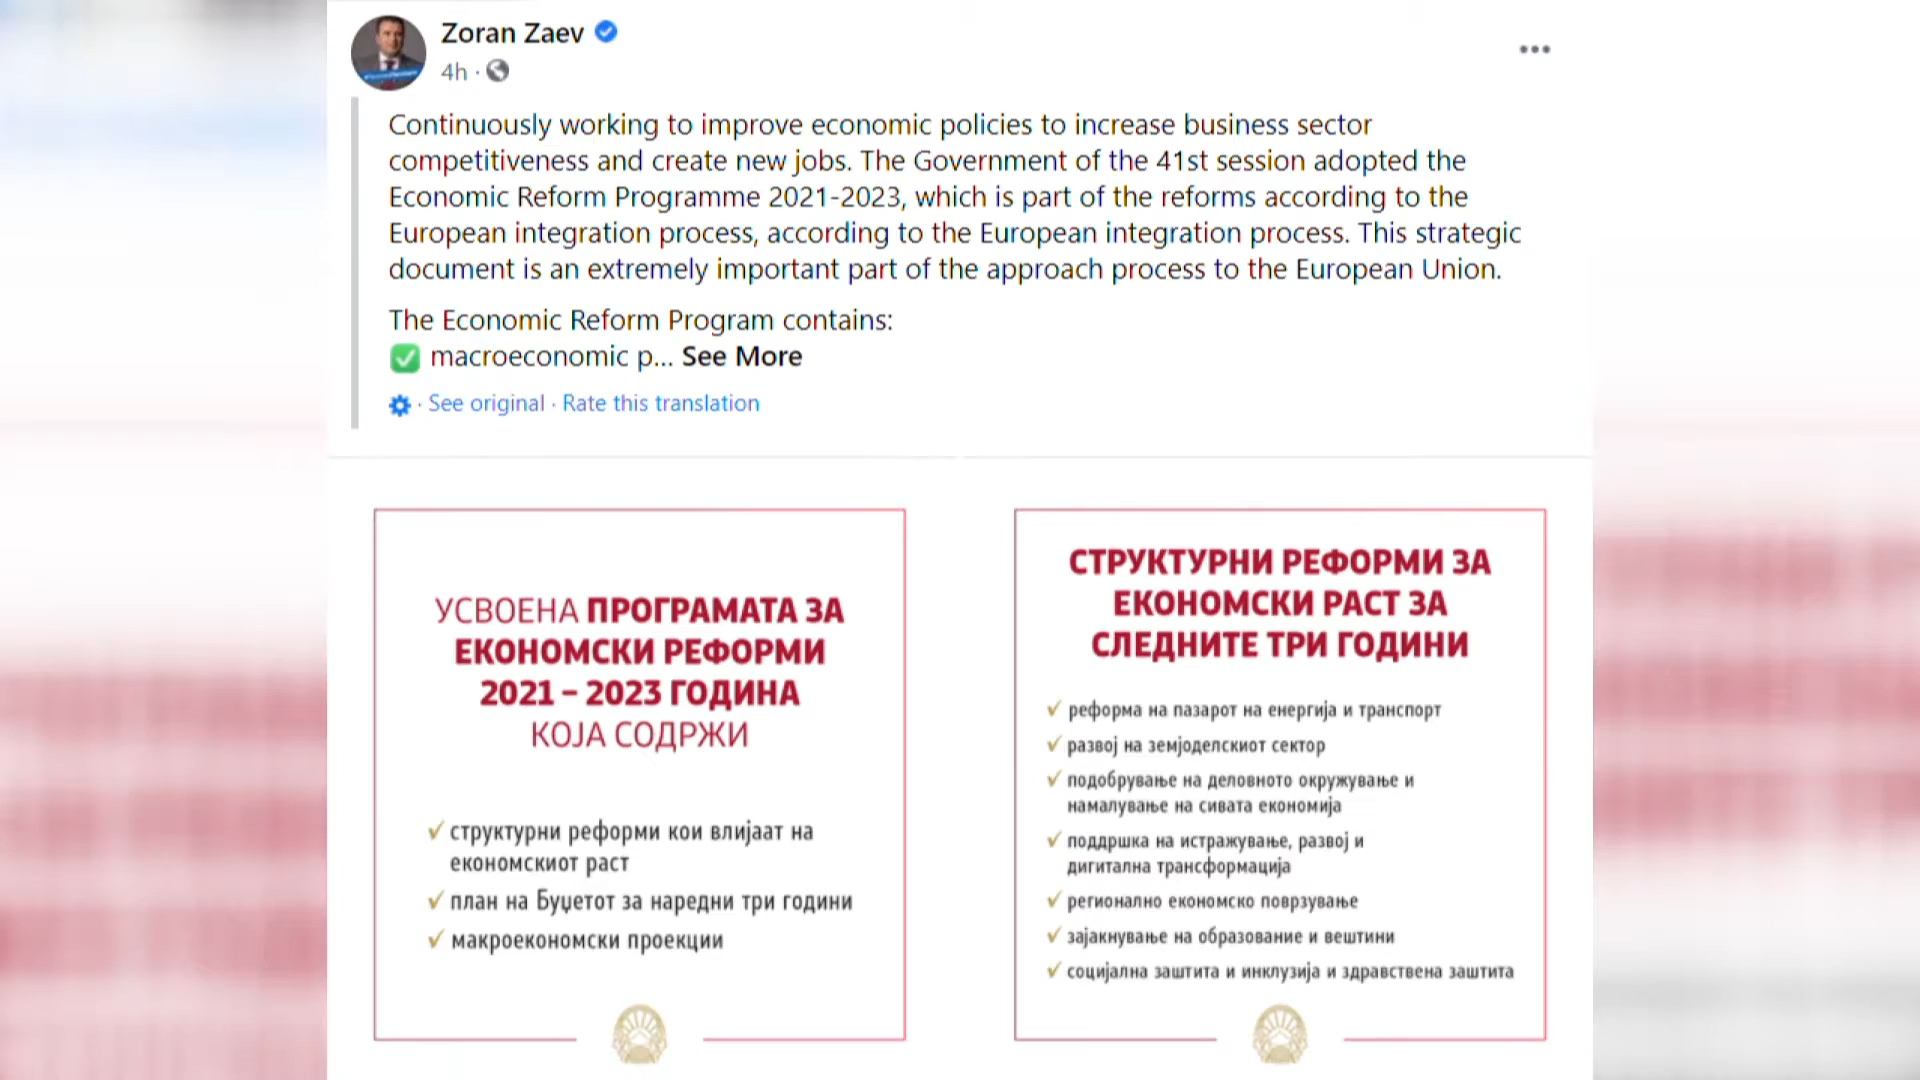 Zoran Zaev
4h ·
Continuously working to improve economic policies to increase business sector
competitiveness and create new jobs. The Government of the 41st session adopted the
Economic Reform Programme 2021-2023, which is part of the reforms according to the
European integration process, according to the European integration process. This strategic
document is an extremely important part of the approach process to the European Union.
The Economic Reform Program contains:
✅ macroeconomic p... See More
· See original · Rate this translation
УСВОЕНА ПРОГРАМАТА ЗА
ЕКОНОМСКИ РЕФОРМИ
2021 – 2023 ГОДИНА
КОЈА СОДРЖИ
✓ структурни реформи кои влијаат на
економскиот раст
✓ план на Буџетот за наредни три години
✓ макроекономски проекции
СТРУКТУРНИ РЕФОРМИ ЗА
ЕКОНОМСКИ РАСТ ЗА
СЛЕДНИТЕ ТРИ ГОДИНИ
✓ реформа на пазарот на енергија и транспорт
✓ развој на земјоделскиот сектор
✓ подобрување на деловното окружување и
намалување на сивата економија
✓ поддршка на истражување, развој и
дигитална трансформација
✓ регионално економско поврзување
✓ зајакнување на образование и вештини
✓ социјална заштита и инклузија и здравствена заштита